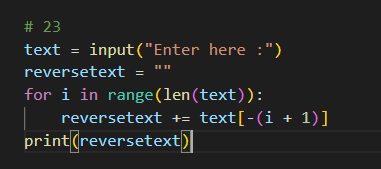 # 23
text = input("Enter here :")
reversetext = ""
for i in range(len(text)):
    reversetext += text[-(i + 1)]
print(reversetext)